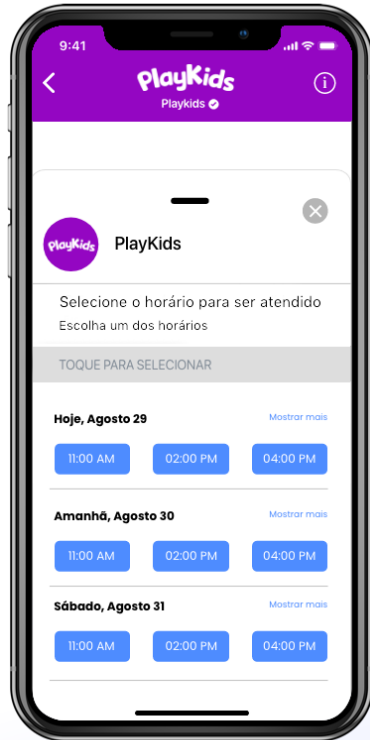 9:41
PlayKids
Playkids
PlayKids
PlayKids
Selecione o horário para ser atendido
Escolha um dos horários
TOQUE PARA SELECIONAR
Hoje, Agosto 29 Mostrar mais
11:00 AM 02:00 PM 04:00 PM
Amanhã, Agosto 30 Mostrar mais
11:00 AM 02:00 PM 04:00 PM
Sábado, Agosto 31 Mostrar mais
11:00 AM 02:00 PM 04:00 PM